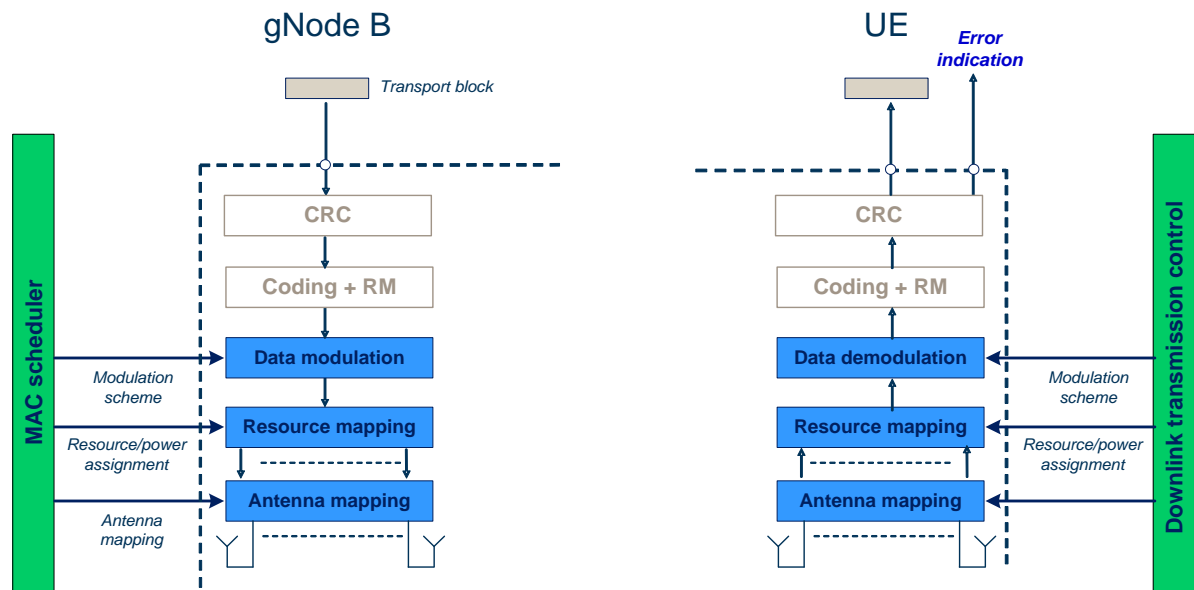 gNode B
UE
Transport block
Error
indication
MAC scheduler
CRC
Coding + RM
Data modulation
Modulation
scheme
Resource mapping
Resource/power
assignment
Antenna mapping
Antenna
mapping
CRC
Coding + RM
Data demodulation
Modulation
scheme
Resource mapping
Resource/power
assignment
Antenna mapping
Downlink transmission control